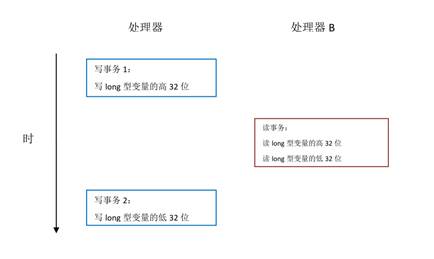 处理器
处理器 B
时
写事务 1：
写 long 型变量的高 32 位
读事务：
读 long 型变量的高 32 位
读 long 型变量的低 32 位
写事务 2：
写 long 型变量的低 32 位